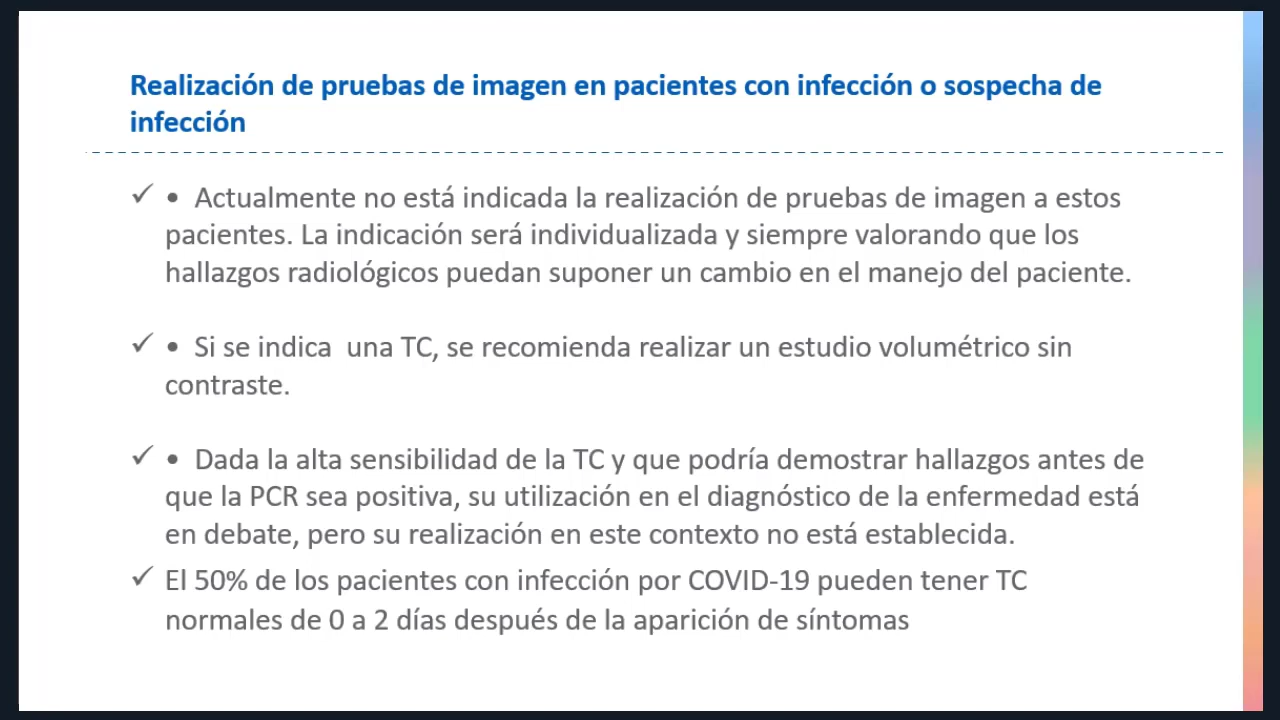 Realización de pruebas de imagen en pacientes con infección o sospecha de
infección
✓ • Actualmente no está indicada la realización de pruebas de imagen a estos
pacientes. La indicación será individualizada y siempre valorando que los
hallazgos radiológicos puedan suponer un cambio en el manejo del paciente.
✓ • Si se indica  una TC, se recomienda realizar un estudio volumétrico sin
contraste.
✓ • Dada la alta sensibilidad de la TC y que podría demostrar hallazgos antes de
que la PCR sea positiva, su utilización en el diagnóstico de la enfermedad está
en debate, pero su realización en este contexto no está establecida.
✓ El 50% de los pacientes con infección por COVID-19 pueden tener TC
normales de 0 a 2 días después de la aparición de síntomas